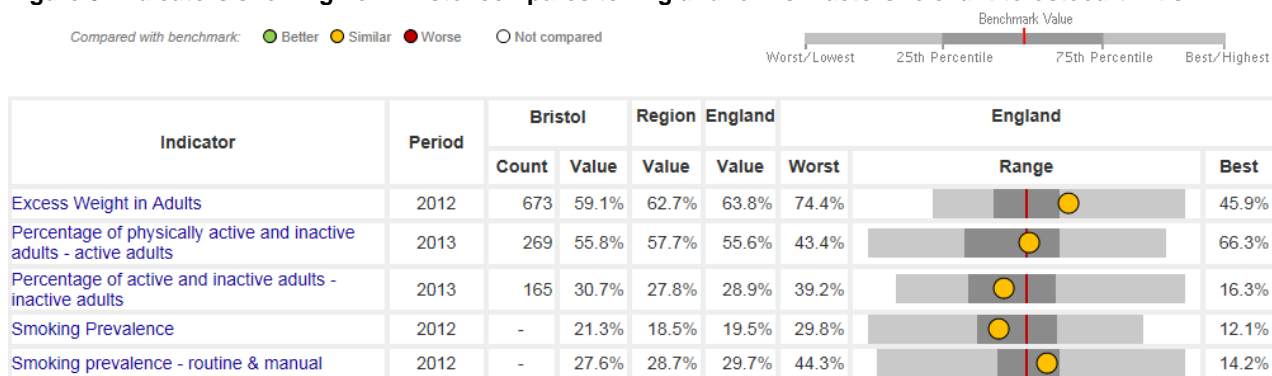 Compared with benchmark: Better Similar Worse Not compared
Benchmark Value
Worst/Lowest 25th Percentile 75th Percentile Best/Highest
Indicator Period Bristol Region England England
Count Value Value Value Worst Range Best
Excess Weight in Adults 2012 673 59.1% 62.7% 63.8% 74.4% 45.9%
Percentage of physically active and inactive
adults - active adults 2013 269 55.8% 57.7% 55.6% 43.4% 66.3%
Percentage of active and inactive adults -
inactive adults 2013 165 30.7% 27.8% 28.9% 39.2% 16.3%
Smoking Prevalence 2012 - 21.3% 18.5% 19.5% 29.8% 12.1%
Smoking prevalence - routine & manual 2012 - 27.6% 28.7% 29.7% 44.3% 14.2%